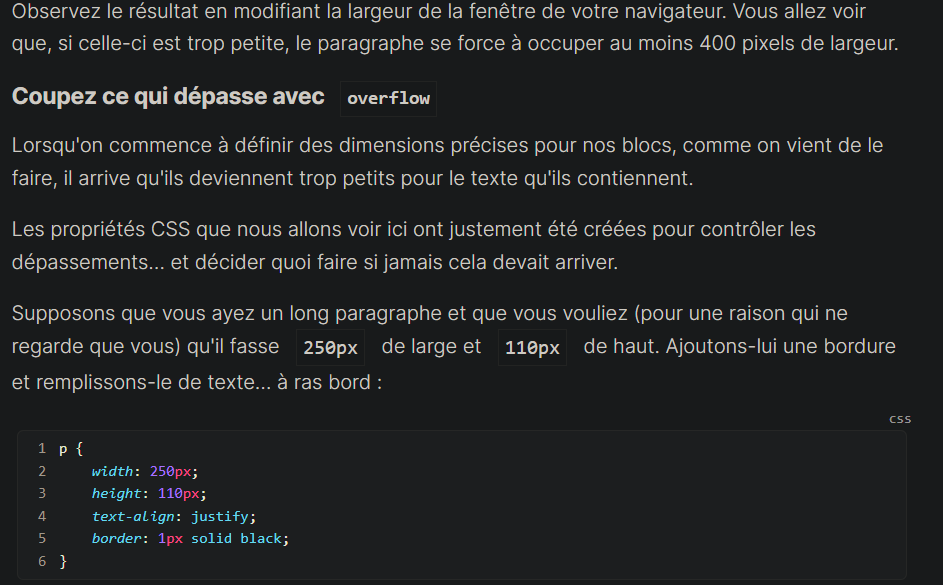 Observez le résultat en modifiant la largeur de la fenêtre de votre navigateur. Vous allez voir
que, si celle-ci est trop petite, le paragraphe se force à occuper au moins 400 pixels de largeur.
Coupez ce qui dépasse avec overflow
Lorsqu'on commence à définir des dimensions précises pour nos blocs, comme on vient de le
faire, il arrive qu'ils deviennent trop petits pour le texte qu'ils contiennent.
Les propriétés CSS que nous allons voir ici ont justement été créées pour contrôler les
dépassements... et décider quoi faire si jamais cela devait arriver.
Supposons que vous ayez un long paragraphe et que vous vouliez (pour une raison qui ne
regarde que vous) qu'il fasse 250px de large et 110px de haut. Ajoutons-lui une bordure
et remplissons-le de texte... à ras bord :
css
1 p {
2     width: 250px;
3     height: 110px;
4     text-align: justify;
5     border: 1px solid black;
6 }